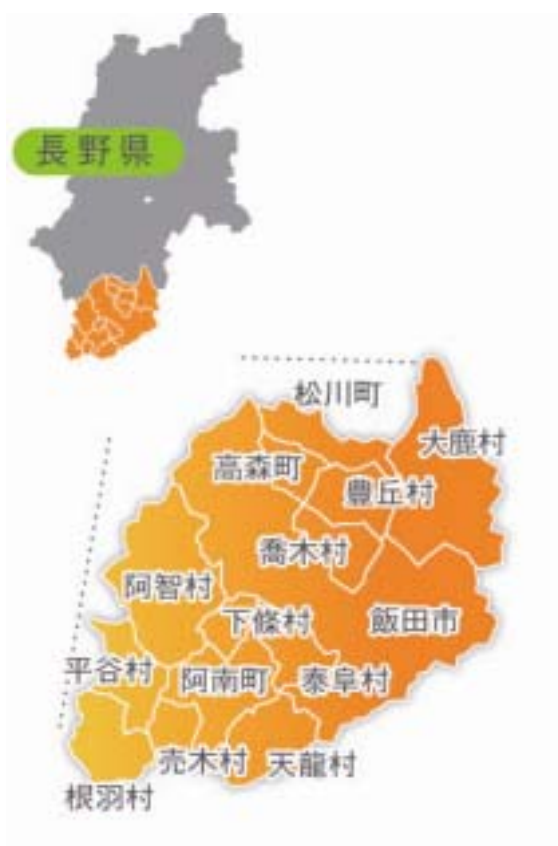 長野県
松川町
大鹿村
高森町
豊丘村
喬木村
阿智村
下條村
飯田市
平谷村
阿南町
泰阜村
売木村
天龍村
根羽村